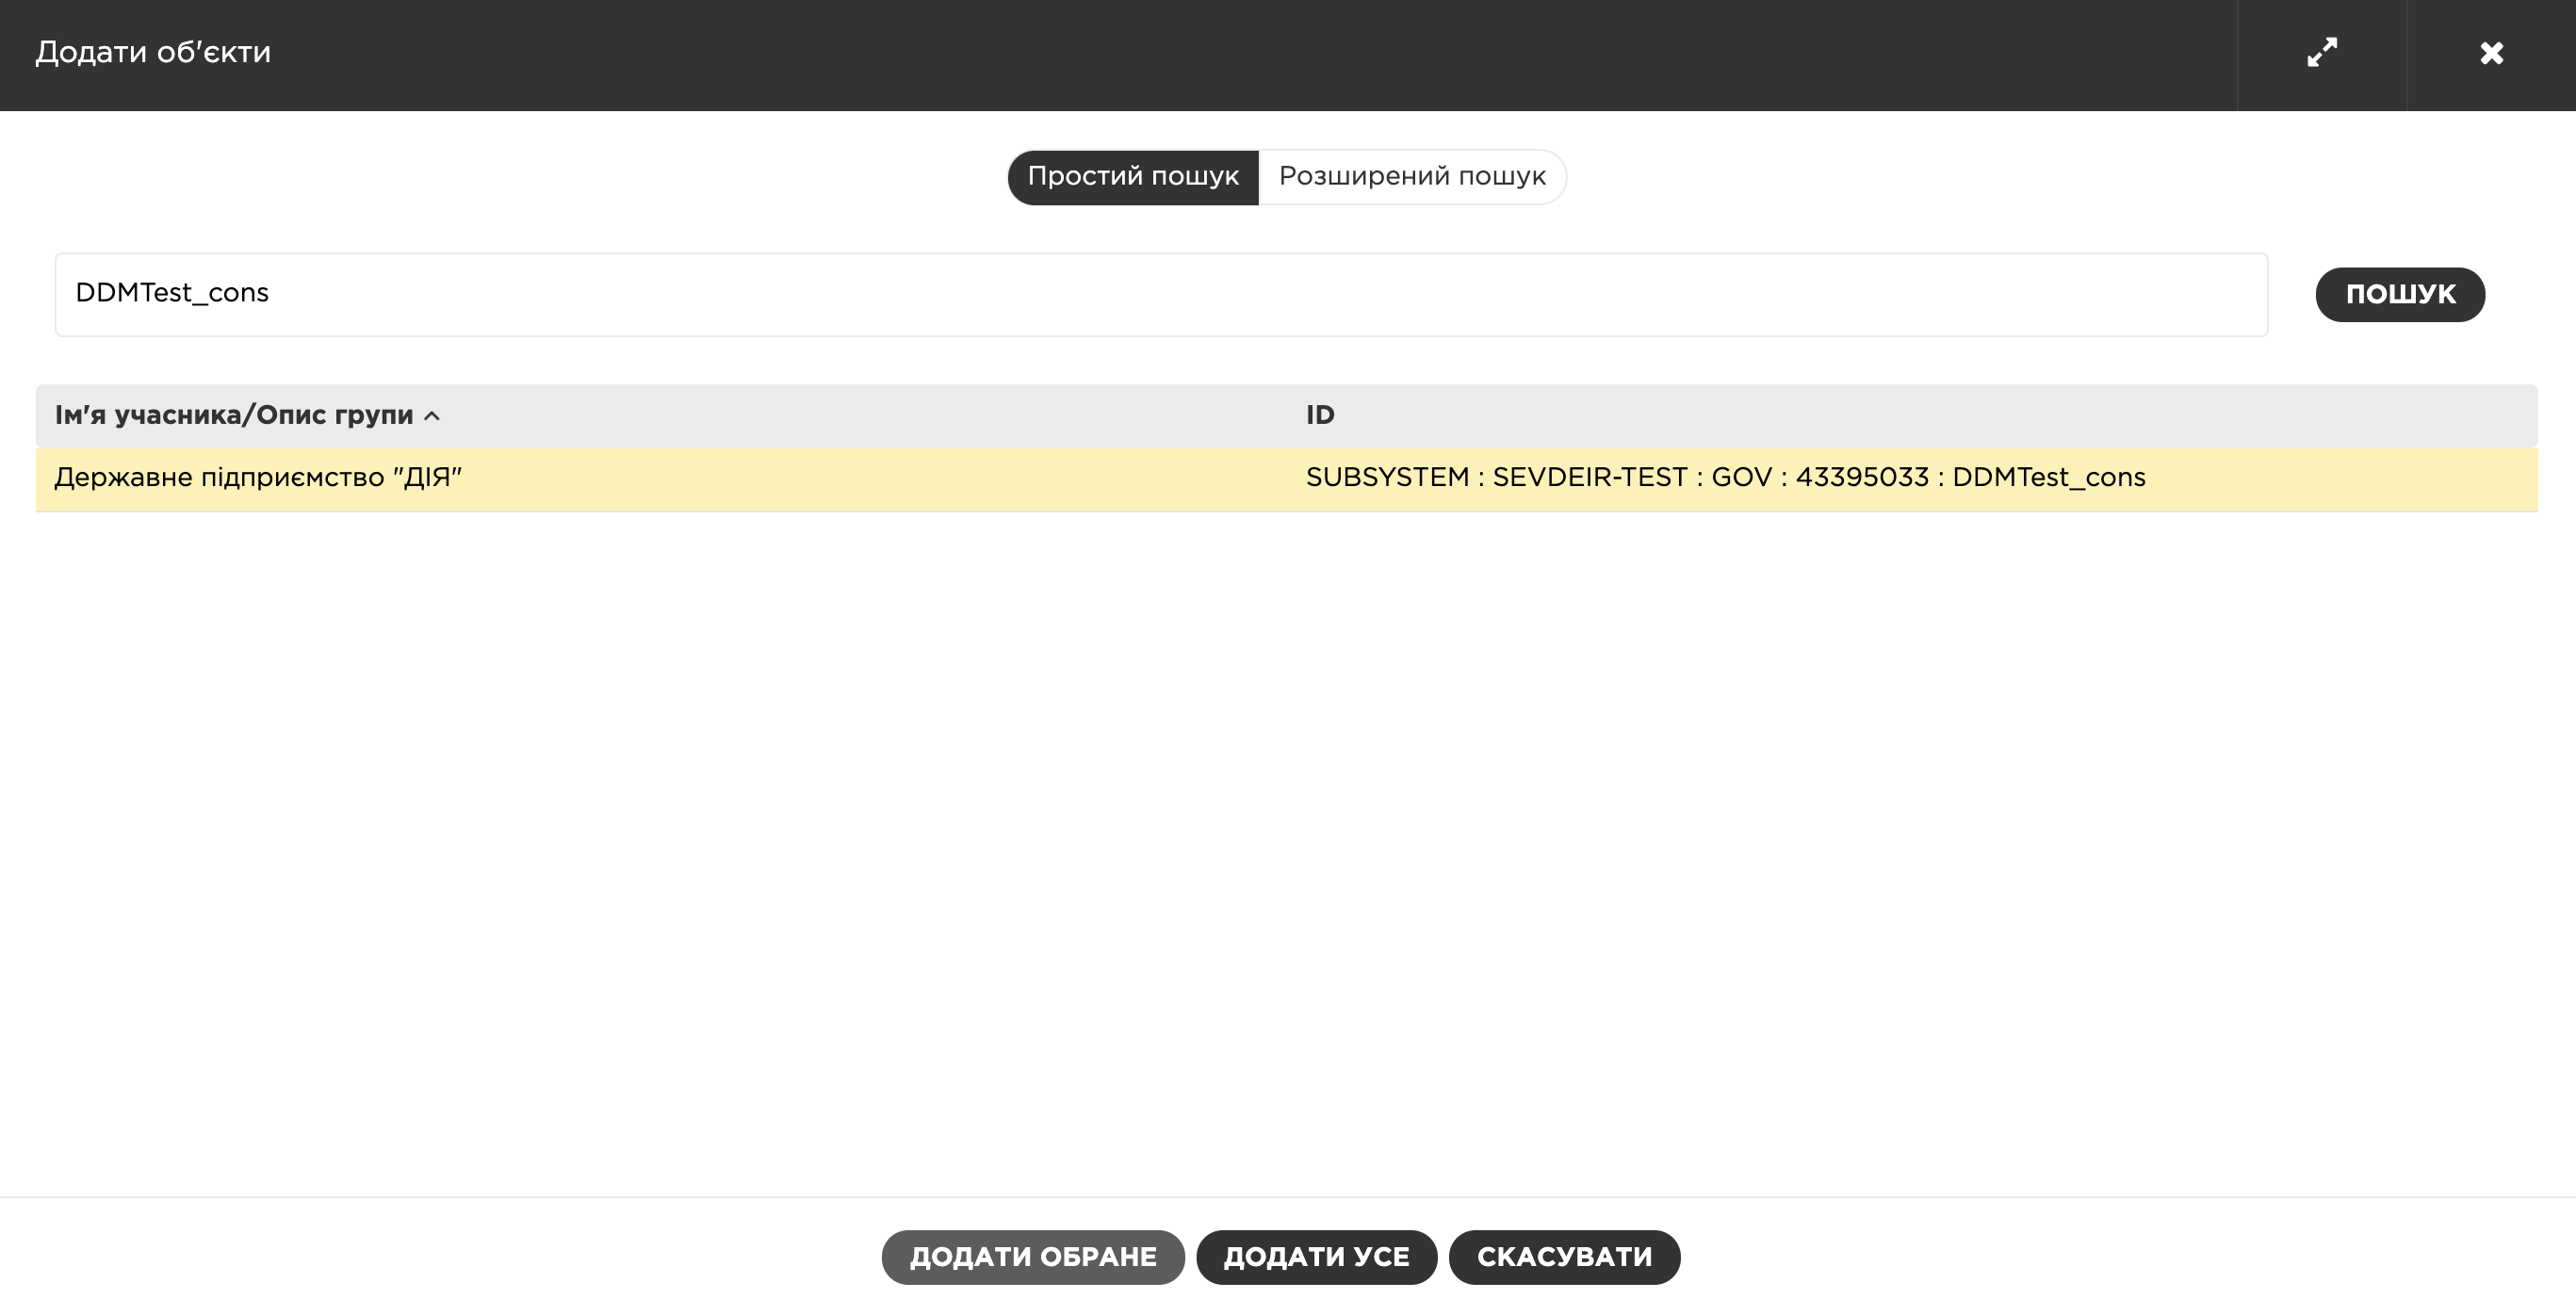 Додати об'єкти
Простий пошук Розширений пошук
DDMTest_cons ПОШУК
Ім'я учасника/Опис групи ID
Державне підприємство "ДІЯ" SUBSYSTEM : SEVDEIR-TEST : GOV : 43395033 : DDMTest_cons
ДОДАТИ ОБРАНЕ ДОДАТИ УСЕ СКАСУВАТИ